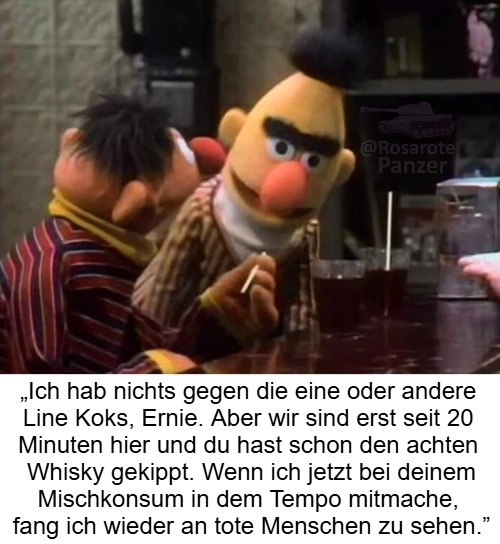 @Rosarote
Panzer
„Ich hab nichts gegen die eine oder andere
Line Koks, Ernie. Aber wir sind erst seit 20
Minuten hier und du hast schon den achten
Whisky gekippt. Wenn ich jetzt bei deinem
Mischkonsum in dem Tempo mitmache,
fang ich wieder an tote Menschen zu sehen.”